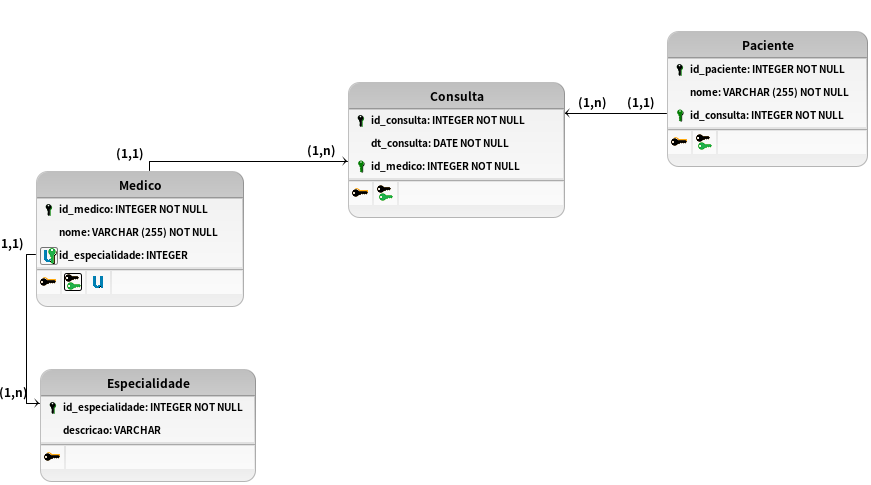 Paciente
id_paciente: INTEGER NOT NULL
nome: VARCHAR (255) NOT NULL
id_consulta: INTEGER NOT NULL
(1,n)
(1,1)
Consulta
id_consulta: INTEGER NOT NULL
dt_consulta: DATE NOT NULL
id_medico: INTEGER NOT NULL
(1,1)
(1,n)
Medico
id_medico: INTEGER NOT NULL
nome: VARCHAR (255) NOT NULL
U id_especialidade: INTEGER
U
1,1)
(1,n)
Especialidade
id_especialidade: INTEGER NOT NULL
descricao: VARCHAR